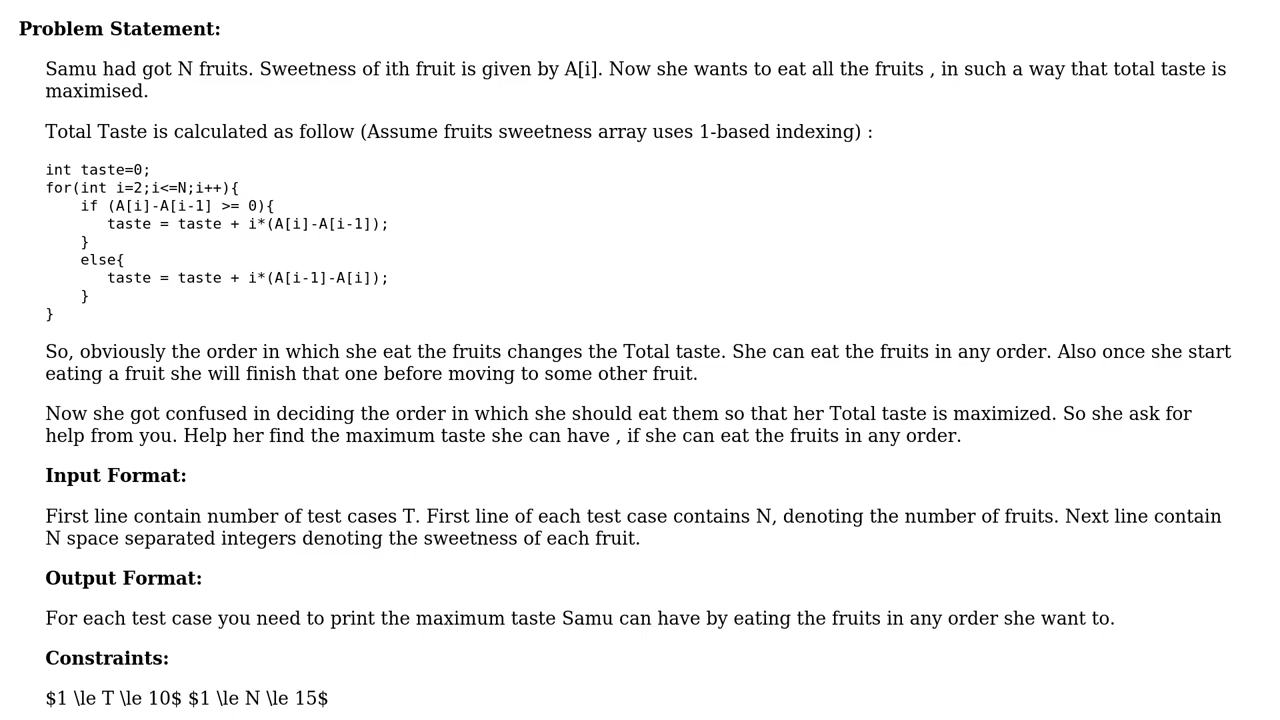 Problem Statement:
Samu had got N fruits. Sweetness of ith fruit is given by A[i]. Now she wants to eat all the fruits , in such a way that total taste is
maximised.
Total Taste is calculated as follow (Assume fruits sweetness array uses 1-based indexing) :
int taste=0;
for(int i=2;i<=N;i++){
    if (A[i]-A[i-1] >= 0){
       taste = taste + i*(A[i]-A[i-1]);
    }
    else{
       taste = taste + i*(A[i-1]-A[i]);
    }
}
So, obviously the order in which she eat the fruits changes the Total taste. She can eat the fruits in any order. Also once she start
eating a fruit she will finish that one before moving to some other fruit.
Now she got confused in deciding the order in which she should eat them so that her Total taste is maximized. So she ask for
help from you. Help her find the maximum taste she can have , if she can eat the fruits in any order.
Input Format:
First line contain number of test cases T. First line of each test case contains N, denoting the number of fruits. Next line contain
N space separated integers denoting the sweetness of each fruit.
Output Format:
For each test case you need to print the maximum taste Samu can have by eating the fruits in any order she want to.
Constraints:
$1 \le T \le 10$ $1 \le N \le 15$